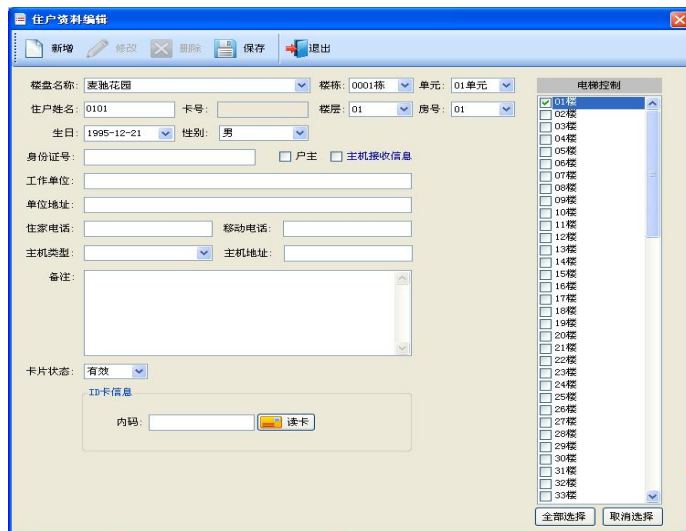 住户资料编辑
新增 修改 删除 保存 退出
楼盘名称: 麦驰花园 楼栋: 0001栋 单元: 01单元
住户姓名: 0101 卡号: 楼层: 01 房号: 01
生日: 1995-12-21 性别: 男
身份证号: 户主 主机接收信息
工作单位:
单位地址:
住家电话: 移动电话:
主机类型: 主机地址:
备注:
卡片状态: 有效
ID卡信息
内码: 读卡
电梯控制
01楼
02楼
03楼
04楼
05楼
06楼
07楼
08楼
09楼
10楼
11楼
12楼
13楼
14楼
15楼
16楼
17楼
18楼
19楼
20楼
21楼
22楼
23楼
24楼
25楼
26楼
27楼
28楼
29楼
30楼
31楼
32楼
33楼
全部选择 取消选择